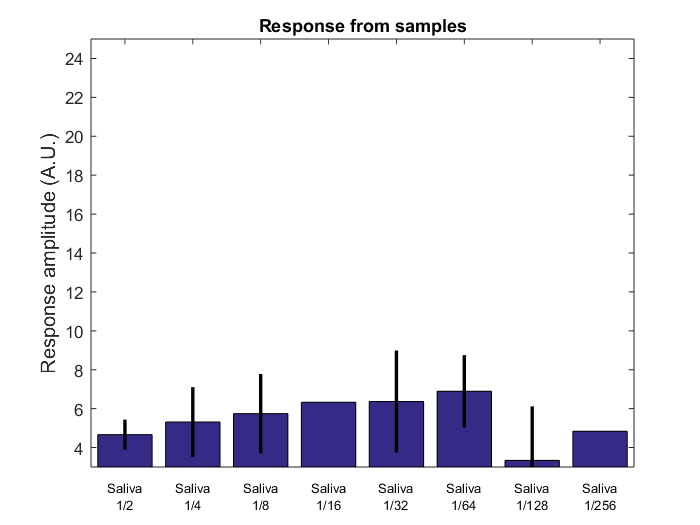 Response from samples
Response amplitude (A.U.)
24
22
20
18
16
14
12
10
8
6
4
Saliva Saliva Saliva Saliva Saliva Saliva Saliva Saliva
1/2 1/4 1/8 1/16 1/32 1/64 1/128 1/256